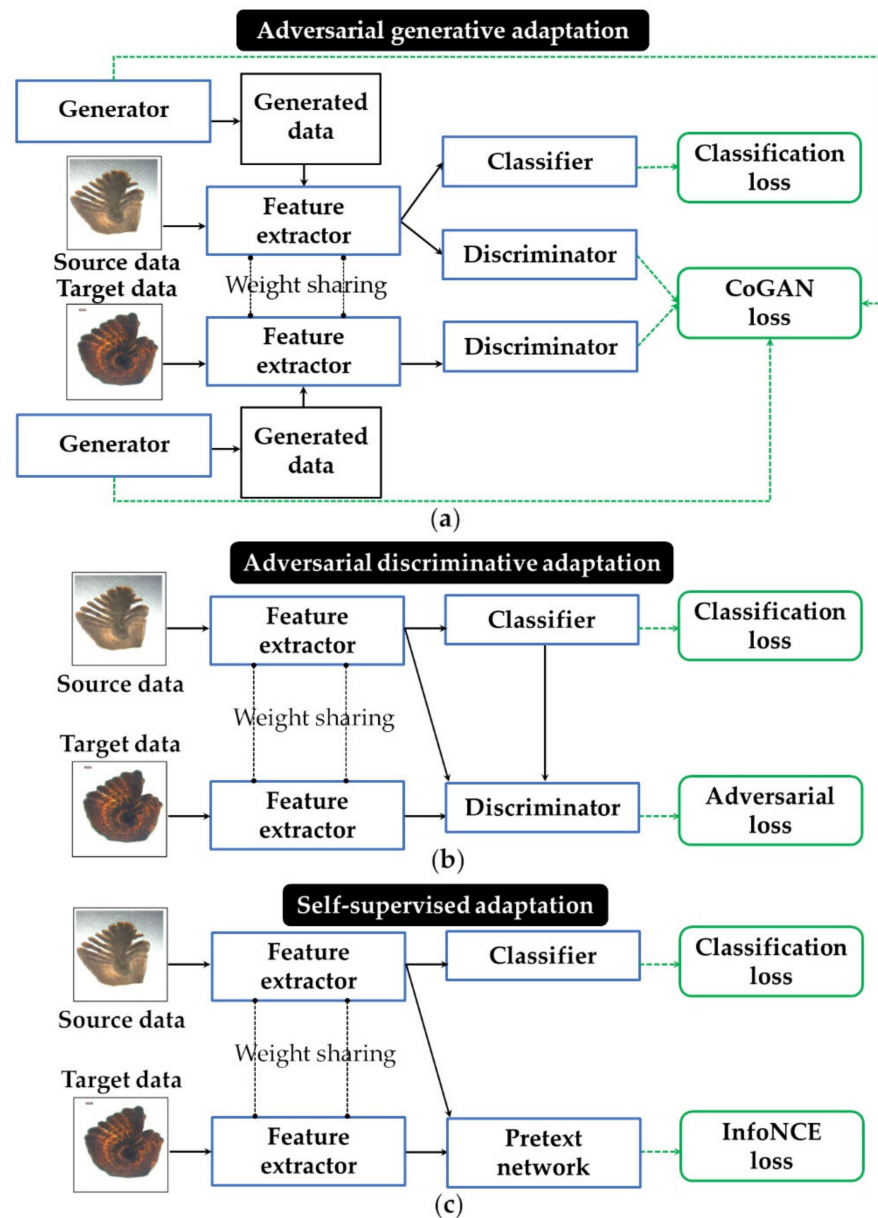 Adversarial generative adaptation
Generator
Generated
data
Classifier
Classification
loss
Feature
extractor
Source data
Target data
Weight sharing
Discriminator
CoGAN
loss
Feature
extractor
Discriminator
Generator
Generated
data
(a)
Adversarial discriminative adaptation
Feature
extractor
Classifier
Classification
loss
Source data
Weight sharing
Target data
Feature
extractor
Discriminator
Adversarial
loss
(b)
Self-supervised adaptation
Feature
extractor
Classifier
Classification
loss
Source data
Weight sharing
Target data
Feature
extractor
Pretext
network
InfoNCE
loss
(c)